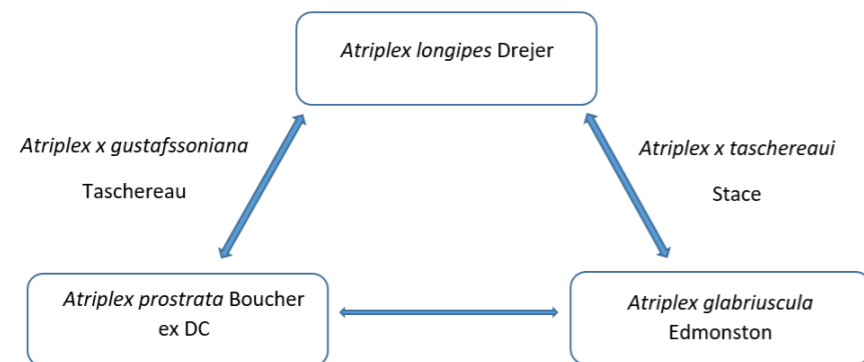 Atriplex longipes Drejer
Atriplex x gustafssoniana
Taschereau
Atriplex x taschereaui
Stace
Atriplex prostrata Boucher
ex DC
Atriplex glabriuscula
Edmonston